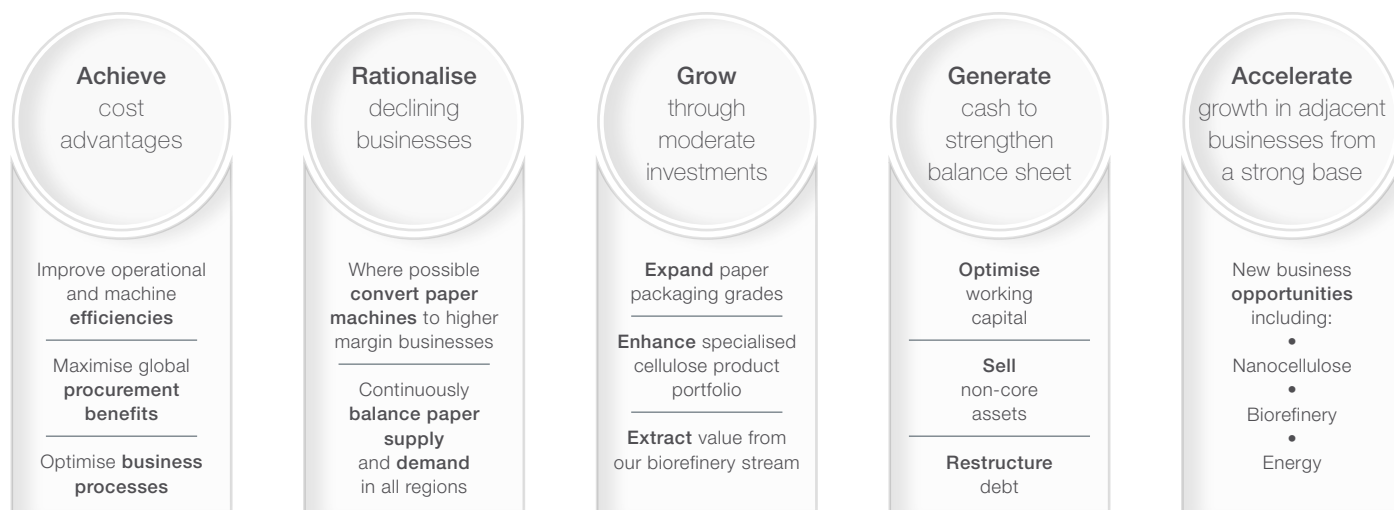 Achieve
cost
advantages
Improve operational
and machine
efficiencies
Maximise global
procurement
benefits
Optimise business
processes
Rationalise
declining
businesses
Where possible
convert paper
machines to higher
margin businesses
Continuously
balance paper
supply
and demand
in all regions
Grow
through
moderate
investments
Expand paper
packaging grades
Enhance specialised
cellulose product
portfolio
Extract value from
our biorefinery stream
Generate
cash to
strengthen
balance sheet
Optimise
working
capital
Sell
non-core
assets
Restructure
debt
Accelerate
growth in adjacent
businesses from
a strong base
New business
opportunities
including:
•
Nanocellulose
•
Biorefinery
•
Energy